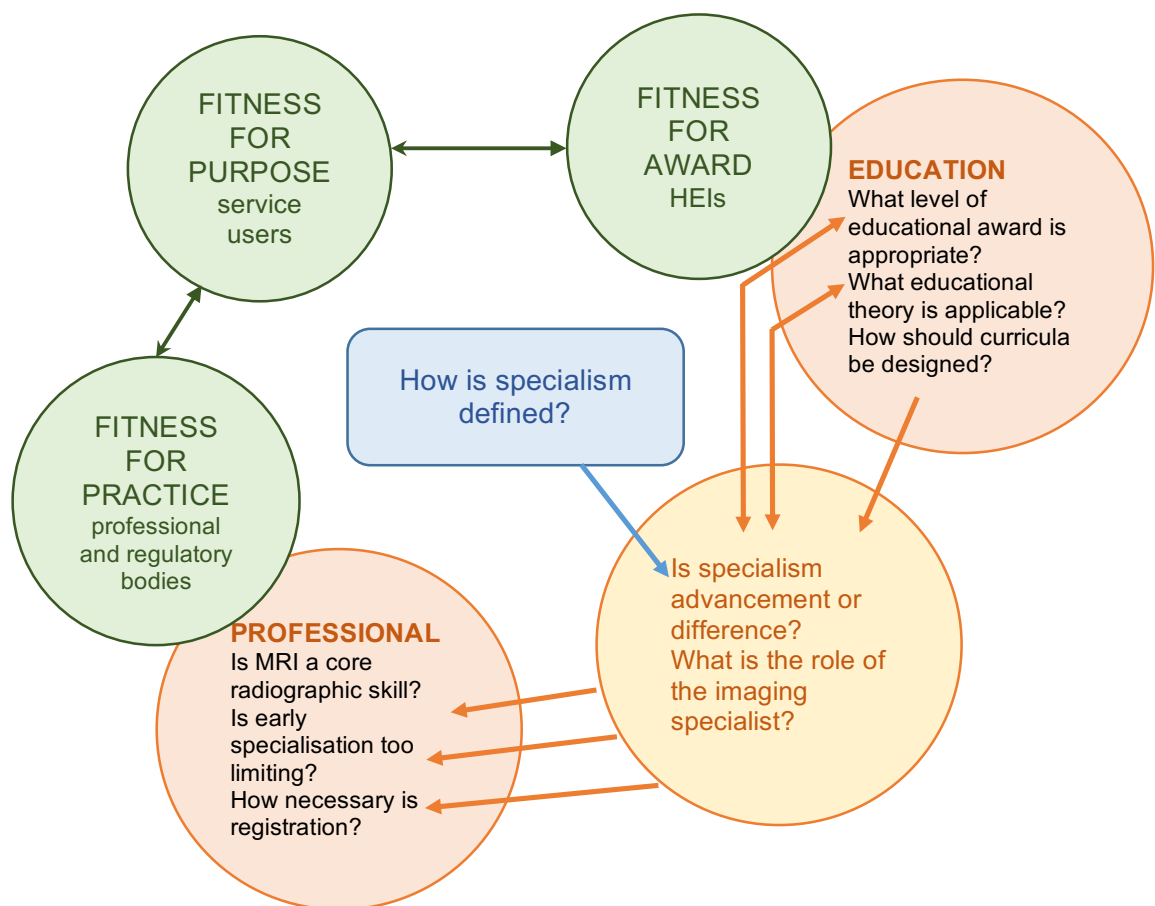 FITNESS
FOR
PURPOSE
service
users
FITNESS
FOR
AWARD
HEIs
EDUCATION
What level of
educational award is
appropriate?
What educational
theory is applicable?
How should curricula
be designed?
How is specialism
defined?
FITNESS
FOR
PRACTICE
professional
and regulatory
bodies
Is specialism
advancement or
difference?
What is the role of
the imaging
specialist?
PROFESSIONAL
Is MRI a core
radiographic skill?
Is early
specialisation too
limiting?
How necessary is
registration?